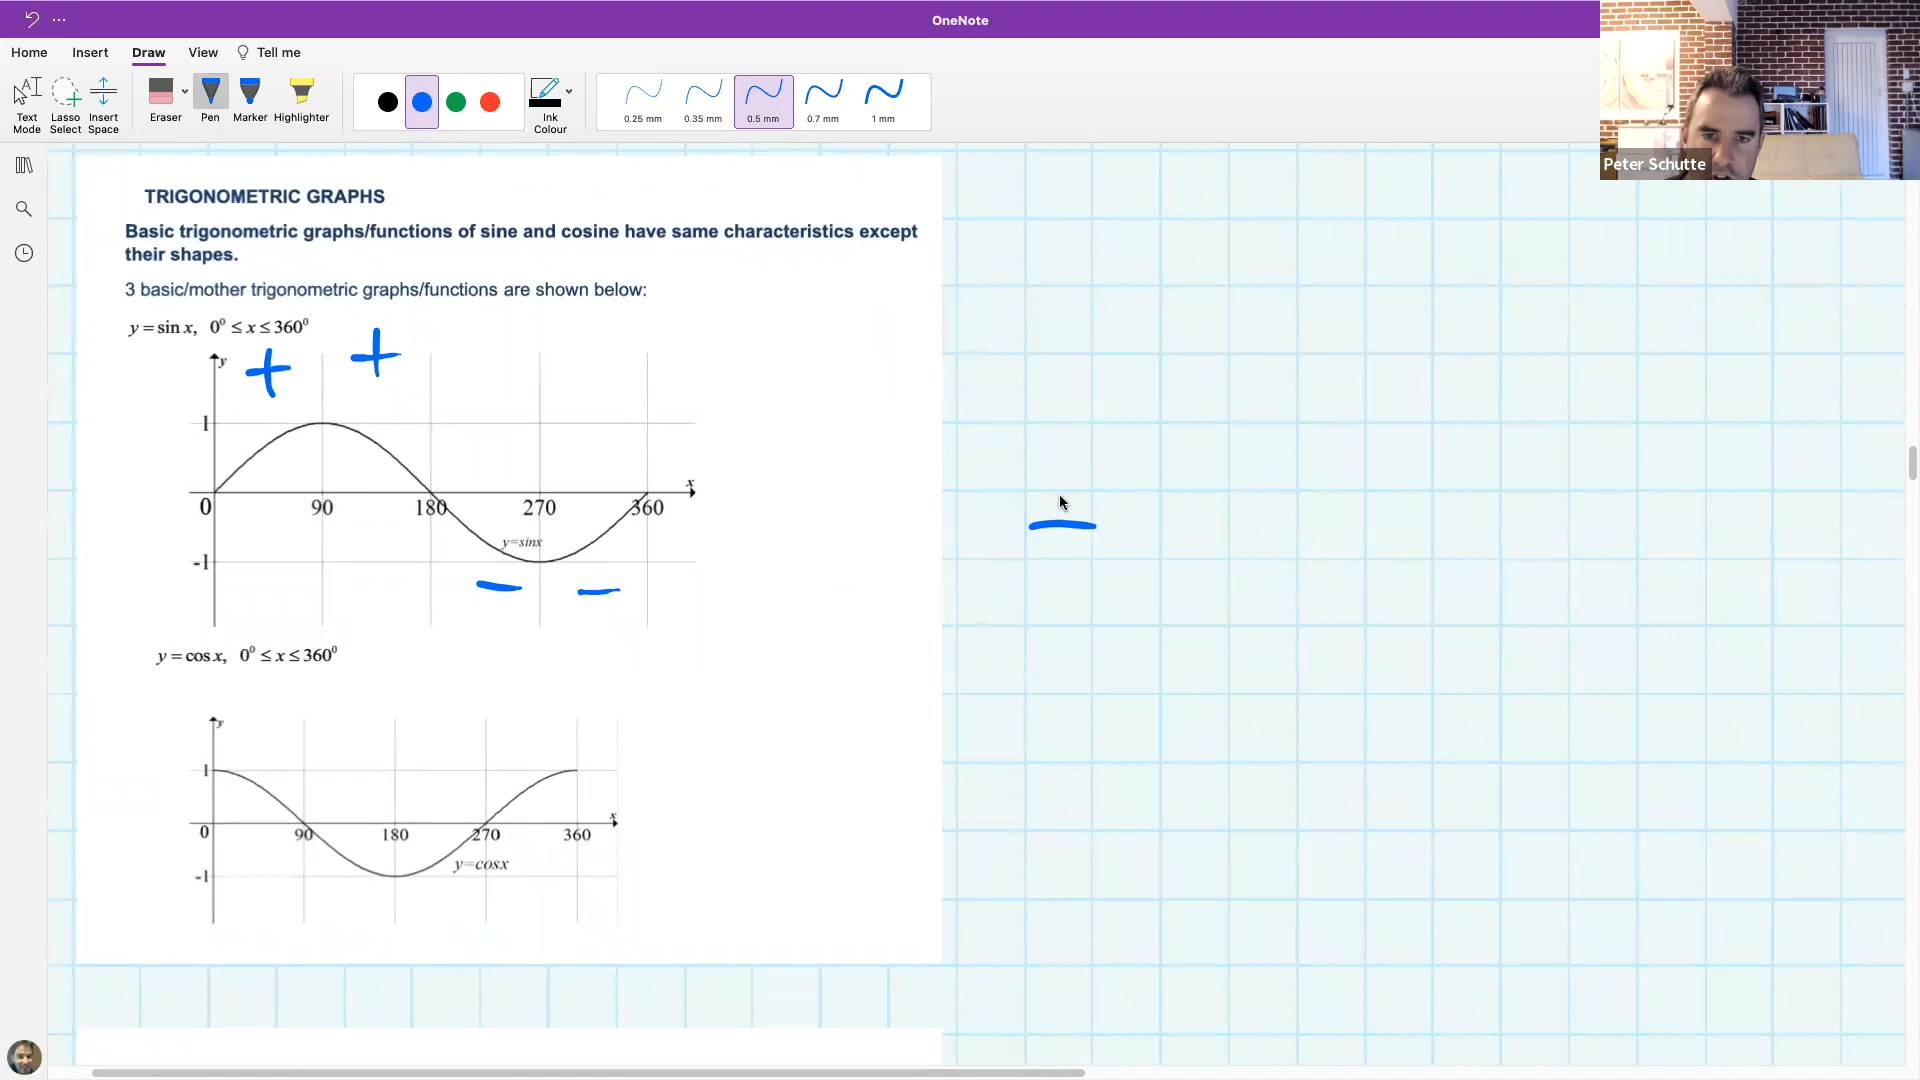 OneNote
Home Insert Draw View Tell me
Text Mode
Lasso Select
Insert Space
Eraser
Pen
Marker
Highlighter
Ink Colour
0.25 mm
0.35 mm
0.5 mm
0.7 mm
1 mm
Peter Schutte
TRIGONOMETRIC GRAPHS
Basic trigonometric graphs/functions of sine and cosine have same characteristics except
their shapes.
3 basic/mother trigonometric graphs/functions are shown below:
y = sin x, 0⁰ ≤ x ≤ 360⁰
+ +
y
1
x
0 90 180 270 360
y=sinx
-1
− −
−
y = cos x, 0⁰ ≤ x ≤ 360⁰
y
1
x
0 90 180 270 360
y=cosx
-1